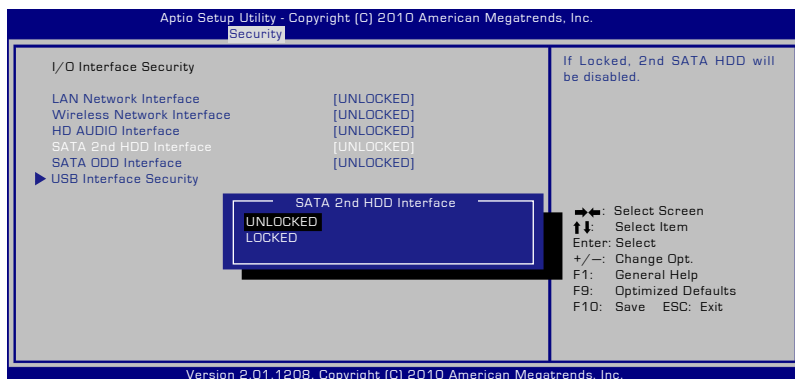 Aptio Setup Utility - Copyright (C) 2010 American Megatrends, Inc.
Security
I/O Interface Security
LAN Network Interface [UNLOCKED]
Wireless Network Interface [UNLOCKED]
HD AUDIO Interface [UNLOCKED]
SATA 2nd HDD Interface [UNLOCKED]
SATA ODD Interface [UNLOCKED]
USB Interface Security
SATA 2nd HDD Interface
UNLOCKED
LOCKED
If Locked, 2nd SATA HDD will
be disabled.
→←: Select Screen
↑↓: Select Item
Enter: Select
+/—: Change Opt.
F1: General Help
F9: Optimized Defaults
F10: Save ESC: Exit
Version 2.01.1208. Copyright (C) 2010 American Megatrends, Inc.